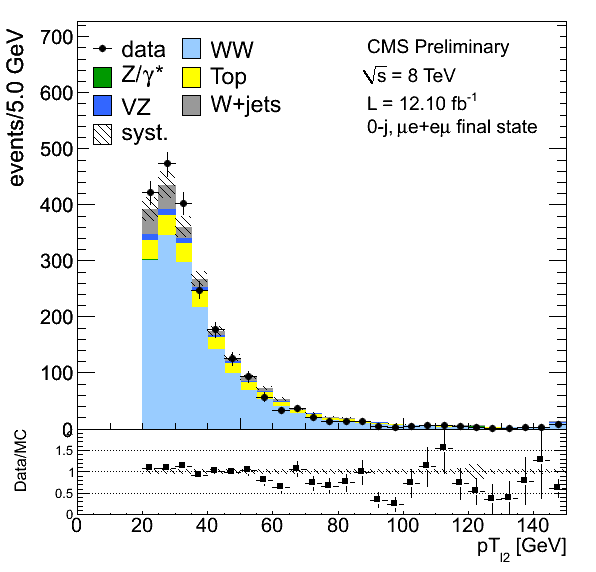 events/5.0 GeV
700
600
500
400
300
200
100
0
data
Z/γ*
VZ
syst.
WW
Top
W+jets
CMS Preliminary
√s = 8 TeV
L = 12.10 fb⁻¹
0-j, μe+eμ final state
Data/MC
2
1.5
1
0.5
0
0 20 40 60 80 100 120 140
pT_l2 [GeV]